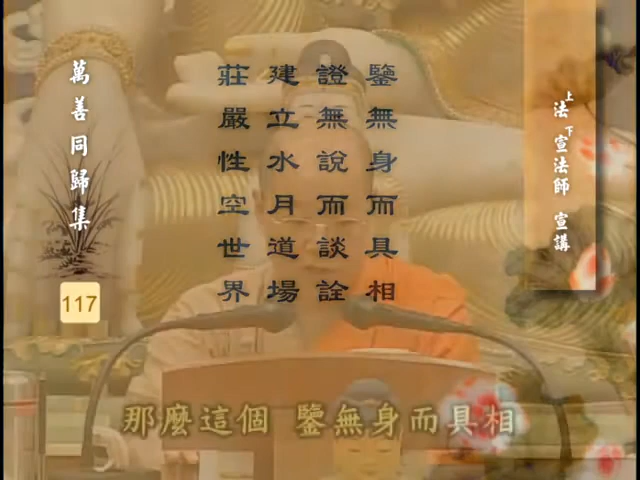 上法下宣法師 宣講
鑒無身而具相
證無說而談詮
建立水月道場
莊嚴性空世界
萬善同歸集
117
那麼這個 鑒無身而具相